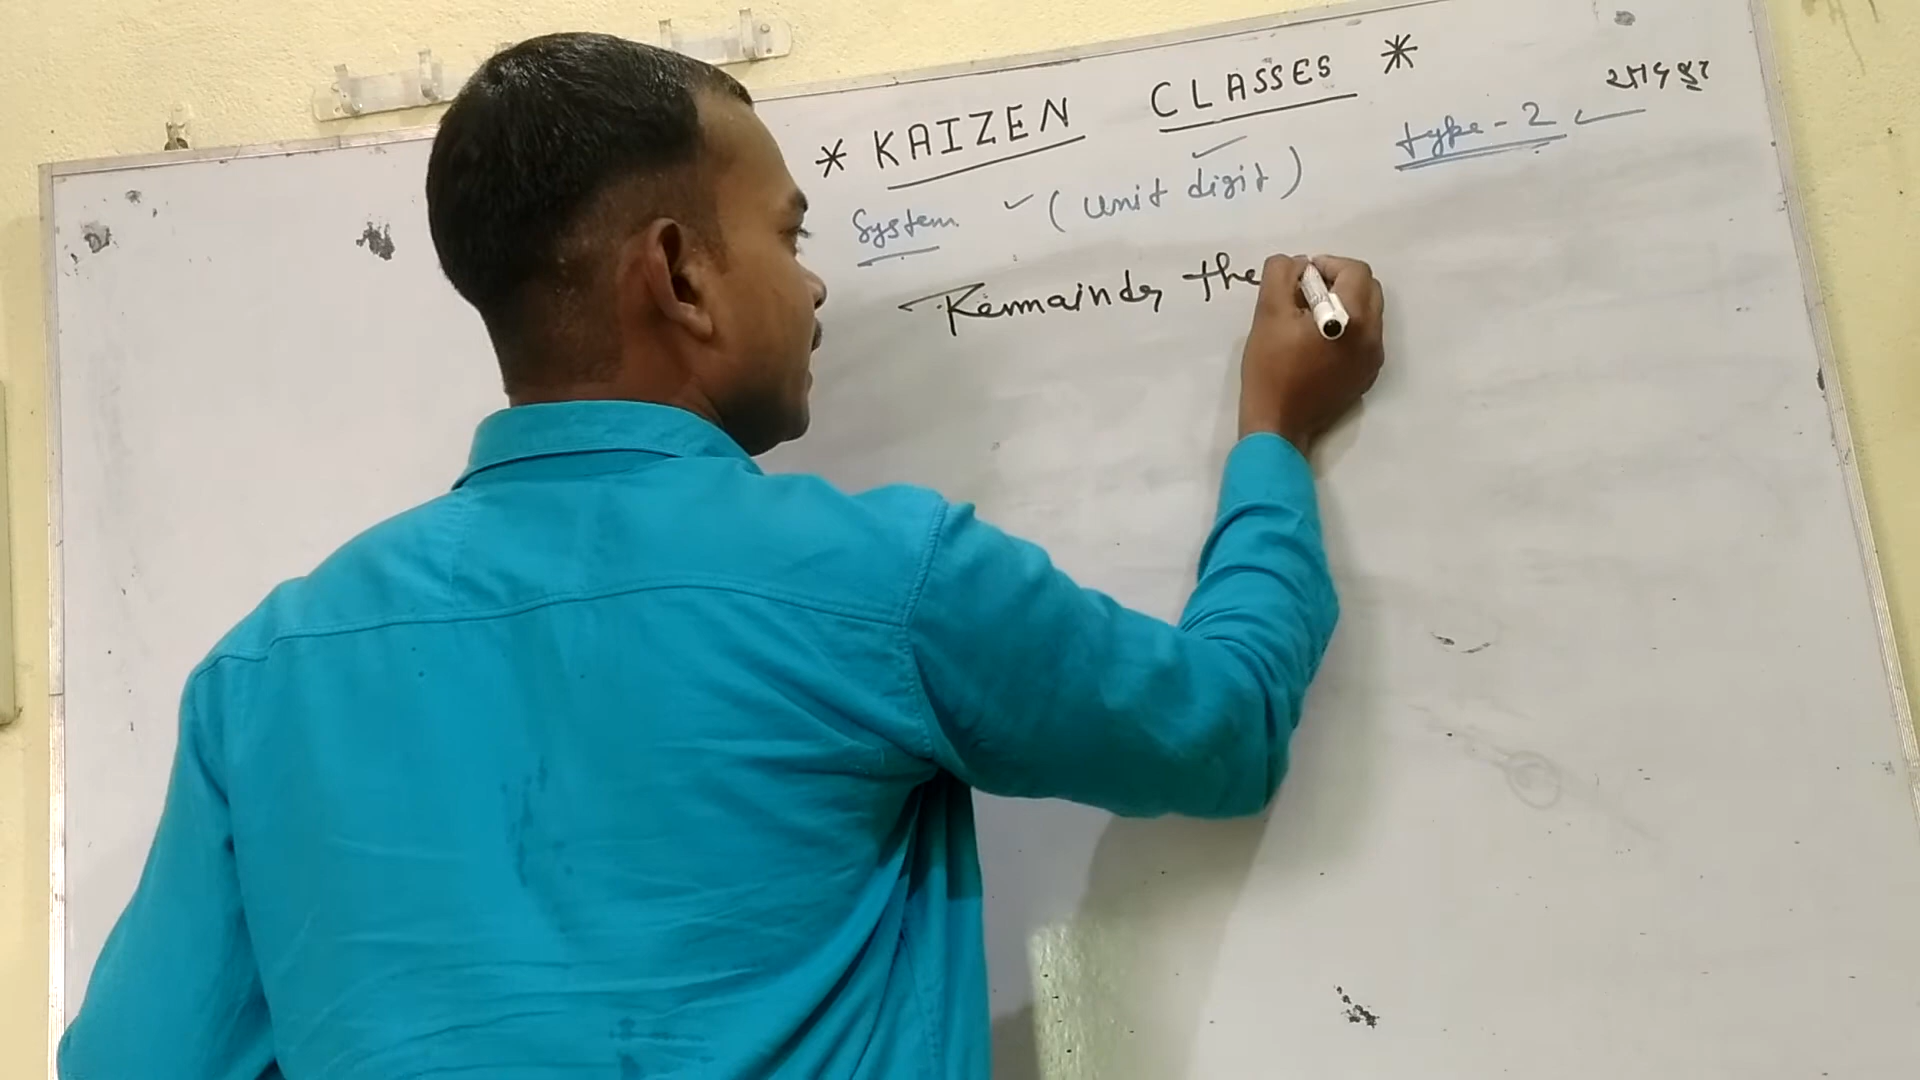 * KAIZEN CLASSES *
System (Unit digit) type-2
Remainder the